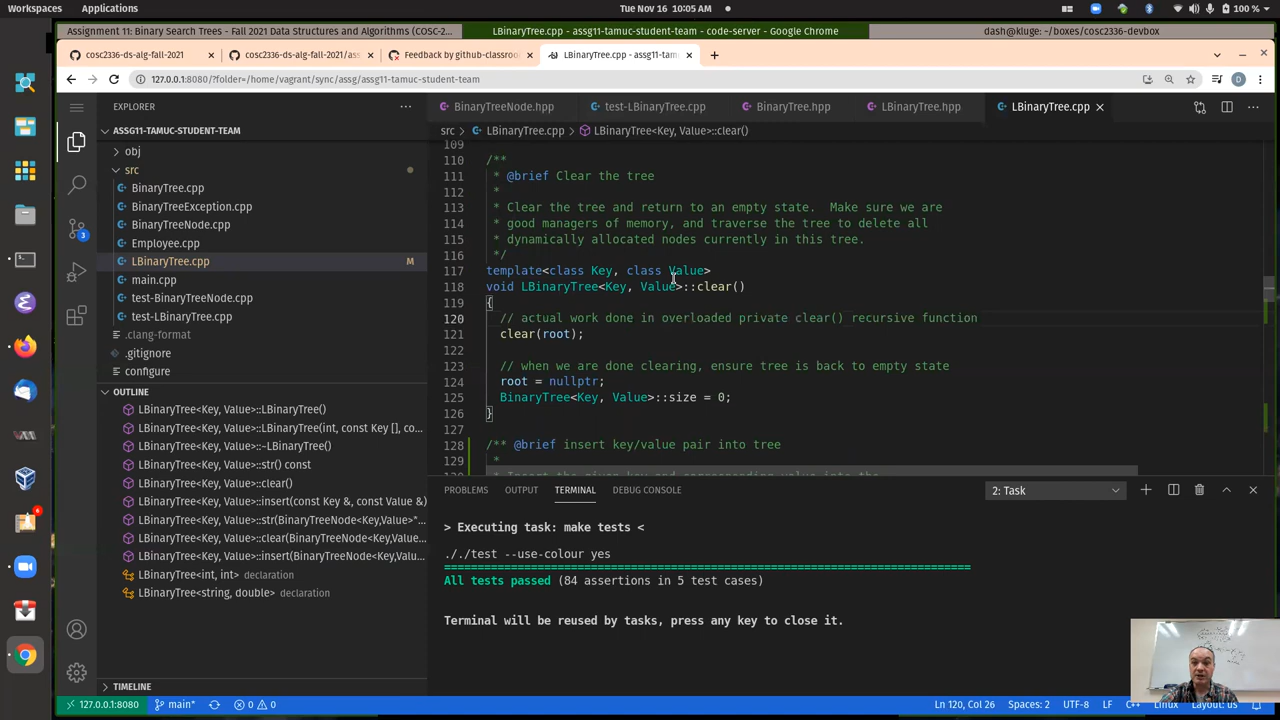 Workspaces Applications Tue Nov 16 10:05 AM 100 %
Assignment 11: Binary Search Trees - Fall 2021 Data Structures and Algorithms (COSC-2... LBinaryTree.cpp - assg11-tamuc-student-team - code-server - Google Chrome dash@kluge: ~/boxes/cosc2336-devbox
cosc2336-ds-alg-fall-2021 cosc2336-ds-alg-fall-2021/ass Feedback by github-classroo LBinaryTree.cpp - assg11-tam
127.0.0.1:8080/?folder=/home/vagrant/sync/assg/assg11-tamuc-student-team
EXPLORER
ASSG11-TAMUC-STUDENT-TEAM
obj
src
BinaryTree.cpp
BinaryTreeException.cpp
BinaryTreeNode.cpp
Employee.cpp
LBinaryTree.cpp M
main.cpp
test-BinaryTreeNode.cpp
test-LBinaryTree.cpp
.clang-format
.gitignore
configure
OUTLINE
LBinaryTree<Key, Value>::LBinaryTree()
LBinaryTree<Key, Value>::LBinaryTree(int, const Key [], co...
LBinaryTree<Key, Value>::~LBinaryTree()
LBinaryTree<Key, Value>::str() const
LBinaryTree<Key, Value>::clear()
LBinaryTree<Key, Value>::insert(const Key &, const Value &)
LBinaryTree<Key, Value>::str(BinaryTreeNode<Key,Value>*...
LBinaryTree<Key, Value>::clear(BinaryTreeNode<Key,Value...
LBinaryTree<Key, Value>::insert(BinaryTreeNode<Key,Valu...
LBinaryTree<int, int> declaration
LBinaryTree<string, double> declaration
TIMELINE
BinaryTreeNode.hpp test-LBinaryTree.cpp BinaryTree.hpp LBinaryTree.hpp LBinaryTree.cpp
src > LBinaryTree.cpp > LBinaryTree<Key, Value>::clear()
109
110 /**
111 * @brief Clear the tree
112 *
113 * Clear the tree and return to an empty state. Make sure we are
114 * good managers of memory, and traverse the tree to delete all
115 * dynamically allocated nodes currently in this tree.
116 */
117 template<class Key, class Value>
118 void LBinaryTree<Key, Value>::clear()
119 {
120 // actual work done in overloaded private clear() recursive function
121 clear(root);
122
123 // when we are done clearing, ensure tree is back to empty state
124 root = nullptr;
125 BinaryTree<Key, Value>::size = 0;
126 }
127
128 /** @brief insert key/value pair into tree
129 *
PROBLEMS OUTPUT TERMINAL DEBUG CONSOLE 2: Task
> Executing task: make tests <
././test --use-colour yes
All tests passed (84 assertions in 5 test cases)
Terminal will be reused by tasks, press any key to close it.
127.0.0.1:8080 main* 0 0 Ln 120, Col 26 Spaces: 2 UTF-8 LF C++ Linux Layout: us